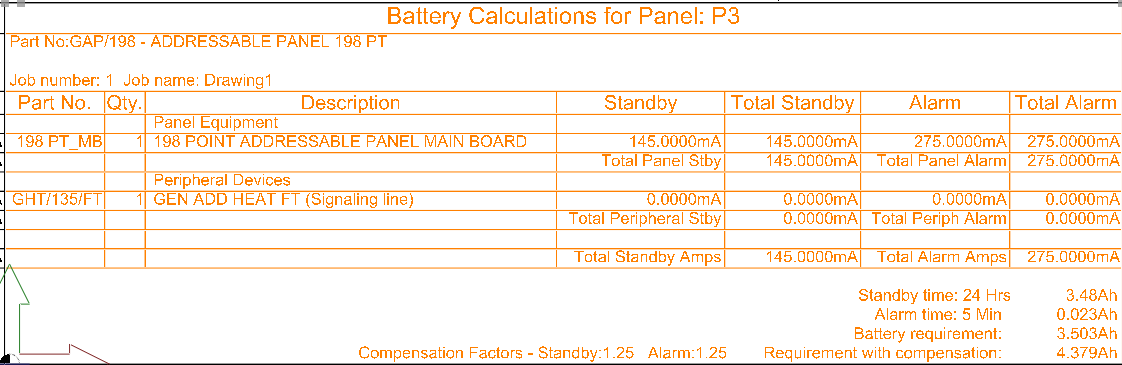 Battery Calculations for Panel: P3
Part No:GAP/198 - ADDRESSABLE PANEL 198 PT
Job number: 1 Job name: Drawing1
Part No. Qty. Description Standby Total Standby Alarm Total Alarm
Panel Equipment
198 PT_MB 1 198 POINT ADDRESSABLE PANEL MAIN BOARD 145.0000mA 145.0000mA 275.0000mA 275.0000mA
Total Panel Stby 145.0000mA Total Panel Alarm 275.0000mA
Peripheral Devices
GHT/135/FT 1 GEN ADD HEAT FT (Signaling line) 0.0000mA 0.0000mA 0.0000mA 0.0000mA
Total Peripheral Stby 0.0000mA Total Periph Alarm 0.0000mA
Total Standby Amps 145.0000mA Total Alarm Amps 275.0000mA
Standby time: 24 Hrs 3.48Ah
Alarm time: 5 Min 0.023Ah
Battery requirement: 3.503Ah
Compensation Factors - Standby:1.25 Alarm:1.25 Requirement with compensation: 4.379Ah